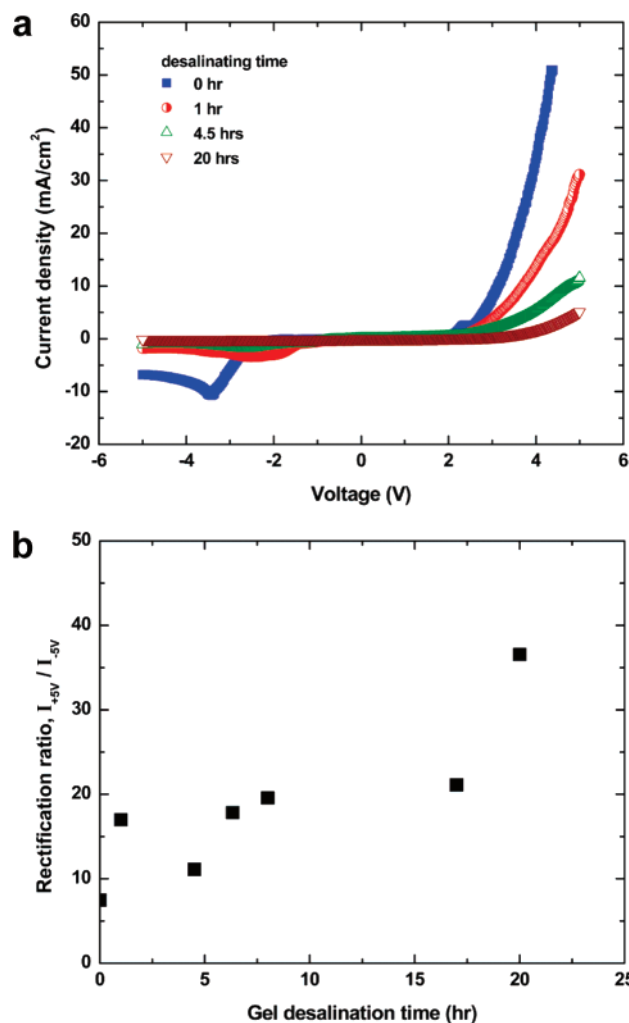 a
desalinating time
0 hr
1 hr
4.5 hrs
20 hrs
60
50
40
30
20
10
0
-10
-20
Current density (mA/cm²)
-6 -4 -2 0 2 4 6
Voltage (V)
b
50
40
30
20
10
0
Rectification ratio, I+5V / I-5V
0 5 10 15 20 25
Gel desalination time (hr)